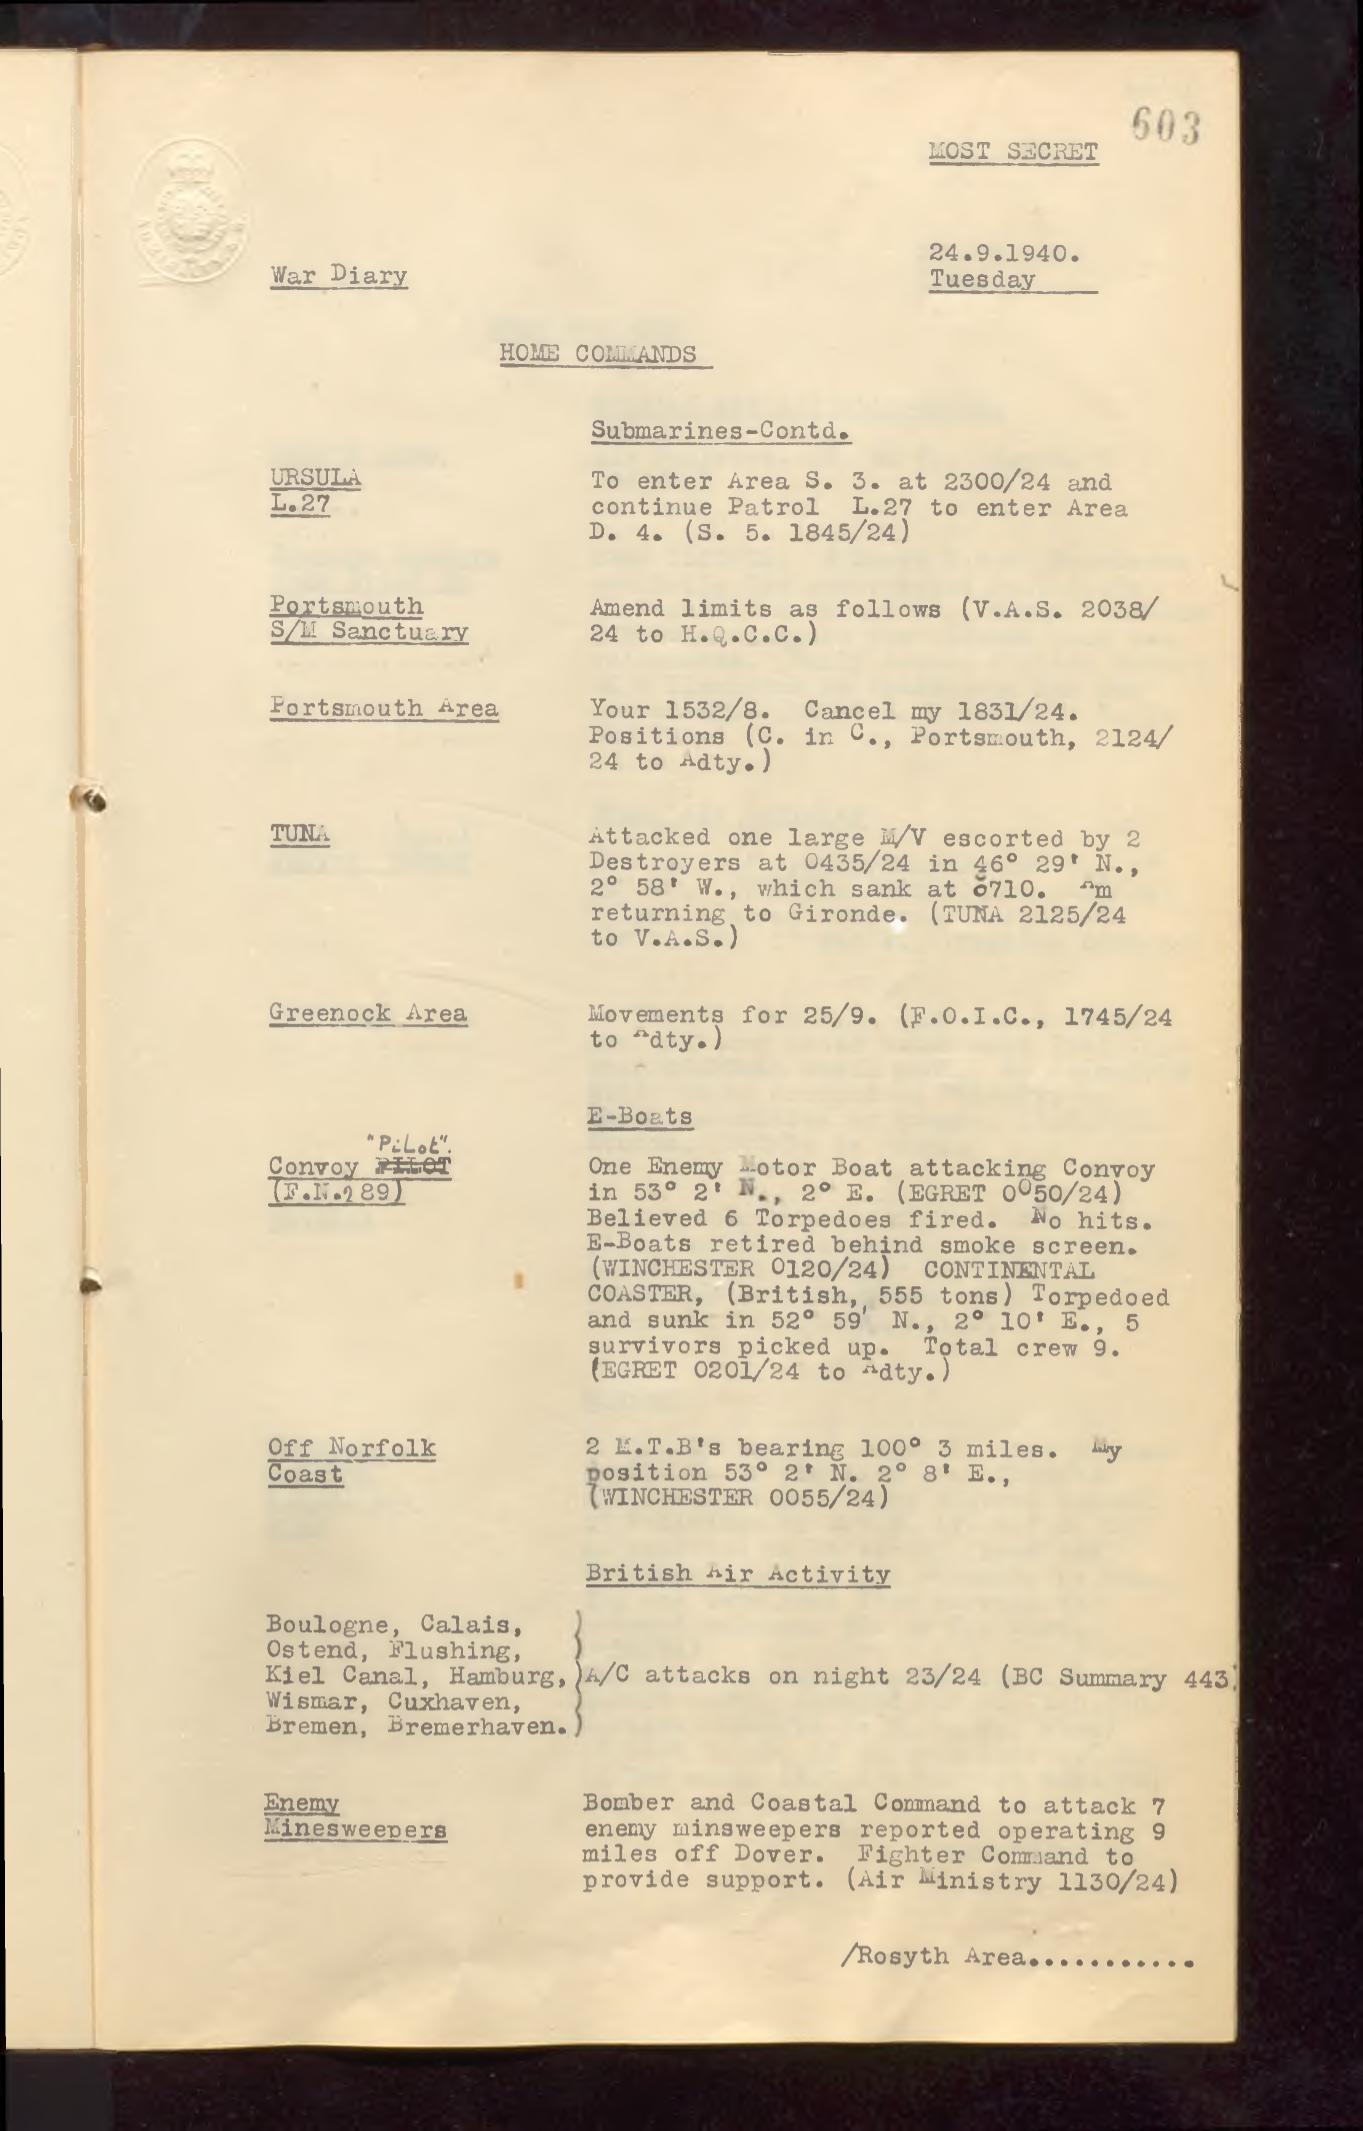 603
MOST SECRET
24.9.1940.
War Diary
Tuesday
HOME COMMANDS
Submarines-Contd.
URSULA
L.27
To enter Area S. 3. at 2300/24 and
continue Patrol L.27 to enter Area
D. 4. (S. 5. 1845/24)
Portsmouth
S/M Sanctuary
Amend limits as follows (V.A.S. 2038/
24 to H.Q.C.C.)
Portsmouth Area
Your 1532/8. Cancel my 1831/24.
Positions (C. in C., Portsmouth, 2124/
24 to Adty.)
TUNA
Attacked one large M/V escorted by 2
Destroyers at 0435/24 in 46° 29' N.,
2° 58' W., which sank at 0710. Am
returning to Gironde. (TUNA 2125/24
to V.A.S.)
Greenock Area
Movements for 25/9. (F.O.I.C., 1745/24
to Adty.)
E-Boats
"PiLot".
Convoy PILOT
(F.N.289)
One Enemy Motor Boat attacking Convoy
in 53° 2' N., 2° E. (EGRET 0050/24)
Believed 6 Torpedoes fired. No hits.
E-Boats retired behind smoke screen.
(WINCHESTER 0120/24) CONTINENTAL
COASTER, (British, 555 tons) Torpedoed
and sunk in 52° 59' N., 2° 10' E., 5
survivors picked up. Total crew 9.
(EGRET 0201/24 to Adty.)
Off Norfolk
Coast
2 M.T.B's bearing 100° 3 miles. My
position 53° 2' N. 2° 8' E.,
(WINCHESTER 0055/24)
British Air Activity
Boulogne, Calais,
Ostend, Flushing,
Kiel Canal, Hamburg,
Wismar, Cuxhaven,
Bremen, Bremerhaven.
A/C attacks on night 23/24 (BC Summary 443)
Enemy
Minesweepers
Bomber and Coastal Command to attack 7
enemy minsweepers reported operating 9
miles off Dover. Fighter Command to
provide support. (Air Ministry 1130/24)
/Rosyth Area...........